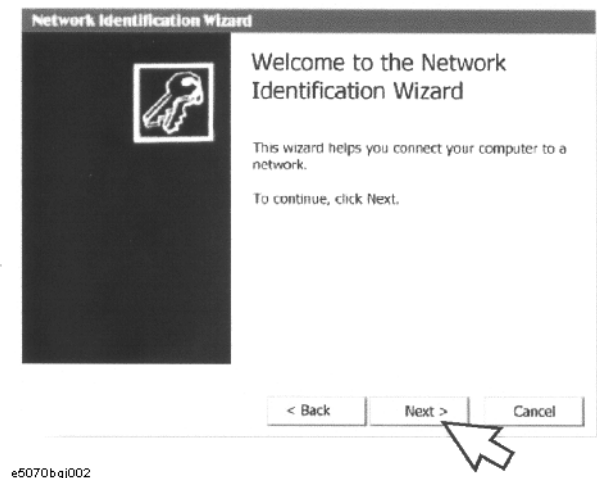 Network Identification Wizard
Welcome to the Network
Identification Wizard
This wizard helps you connect your computer to a
network.
To continue, click Next.
< Back
Next >
Cancel
e5070bqj002